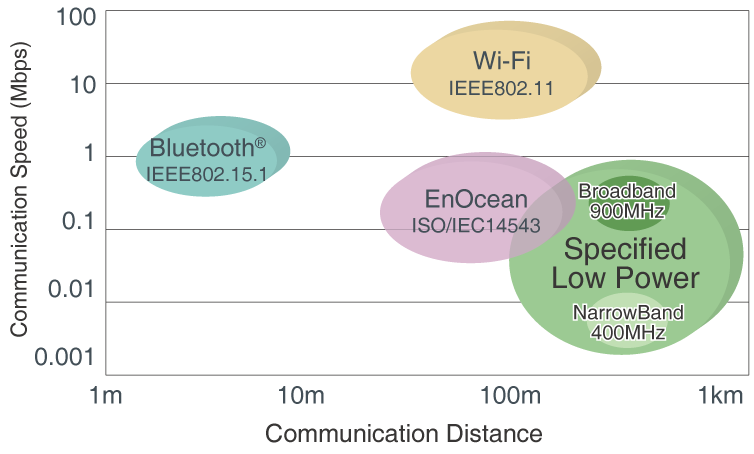 Communication Speed (Mbps)
100
10
1
0.1
0.01
0.001
Wi-Fi
IEEE802.11
Bluetooth®
IEEE802.15.1
EnOcean
ISO/IEC14543
Broadband
900MHz
Specified
Low Power
NarrowBand
400MHz
1m
10m
100m
1km
Communication Distance